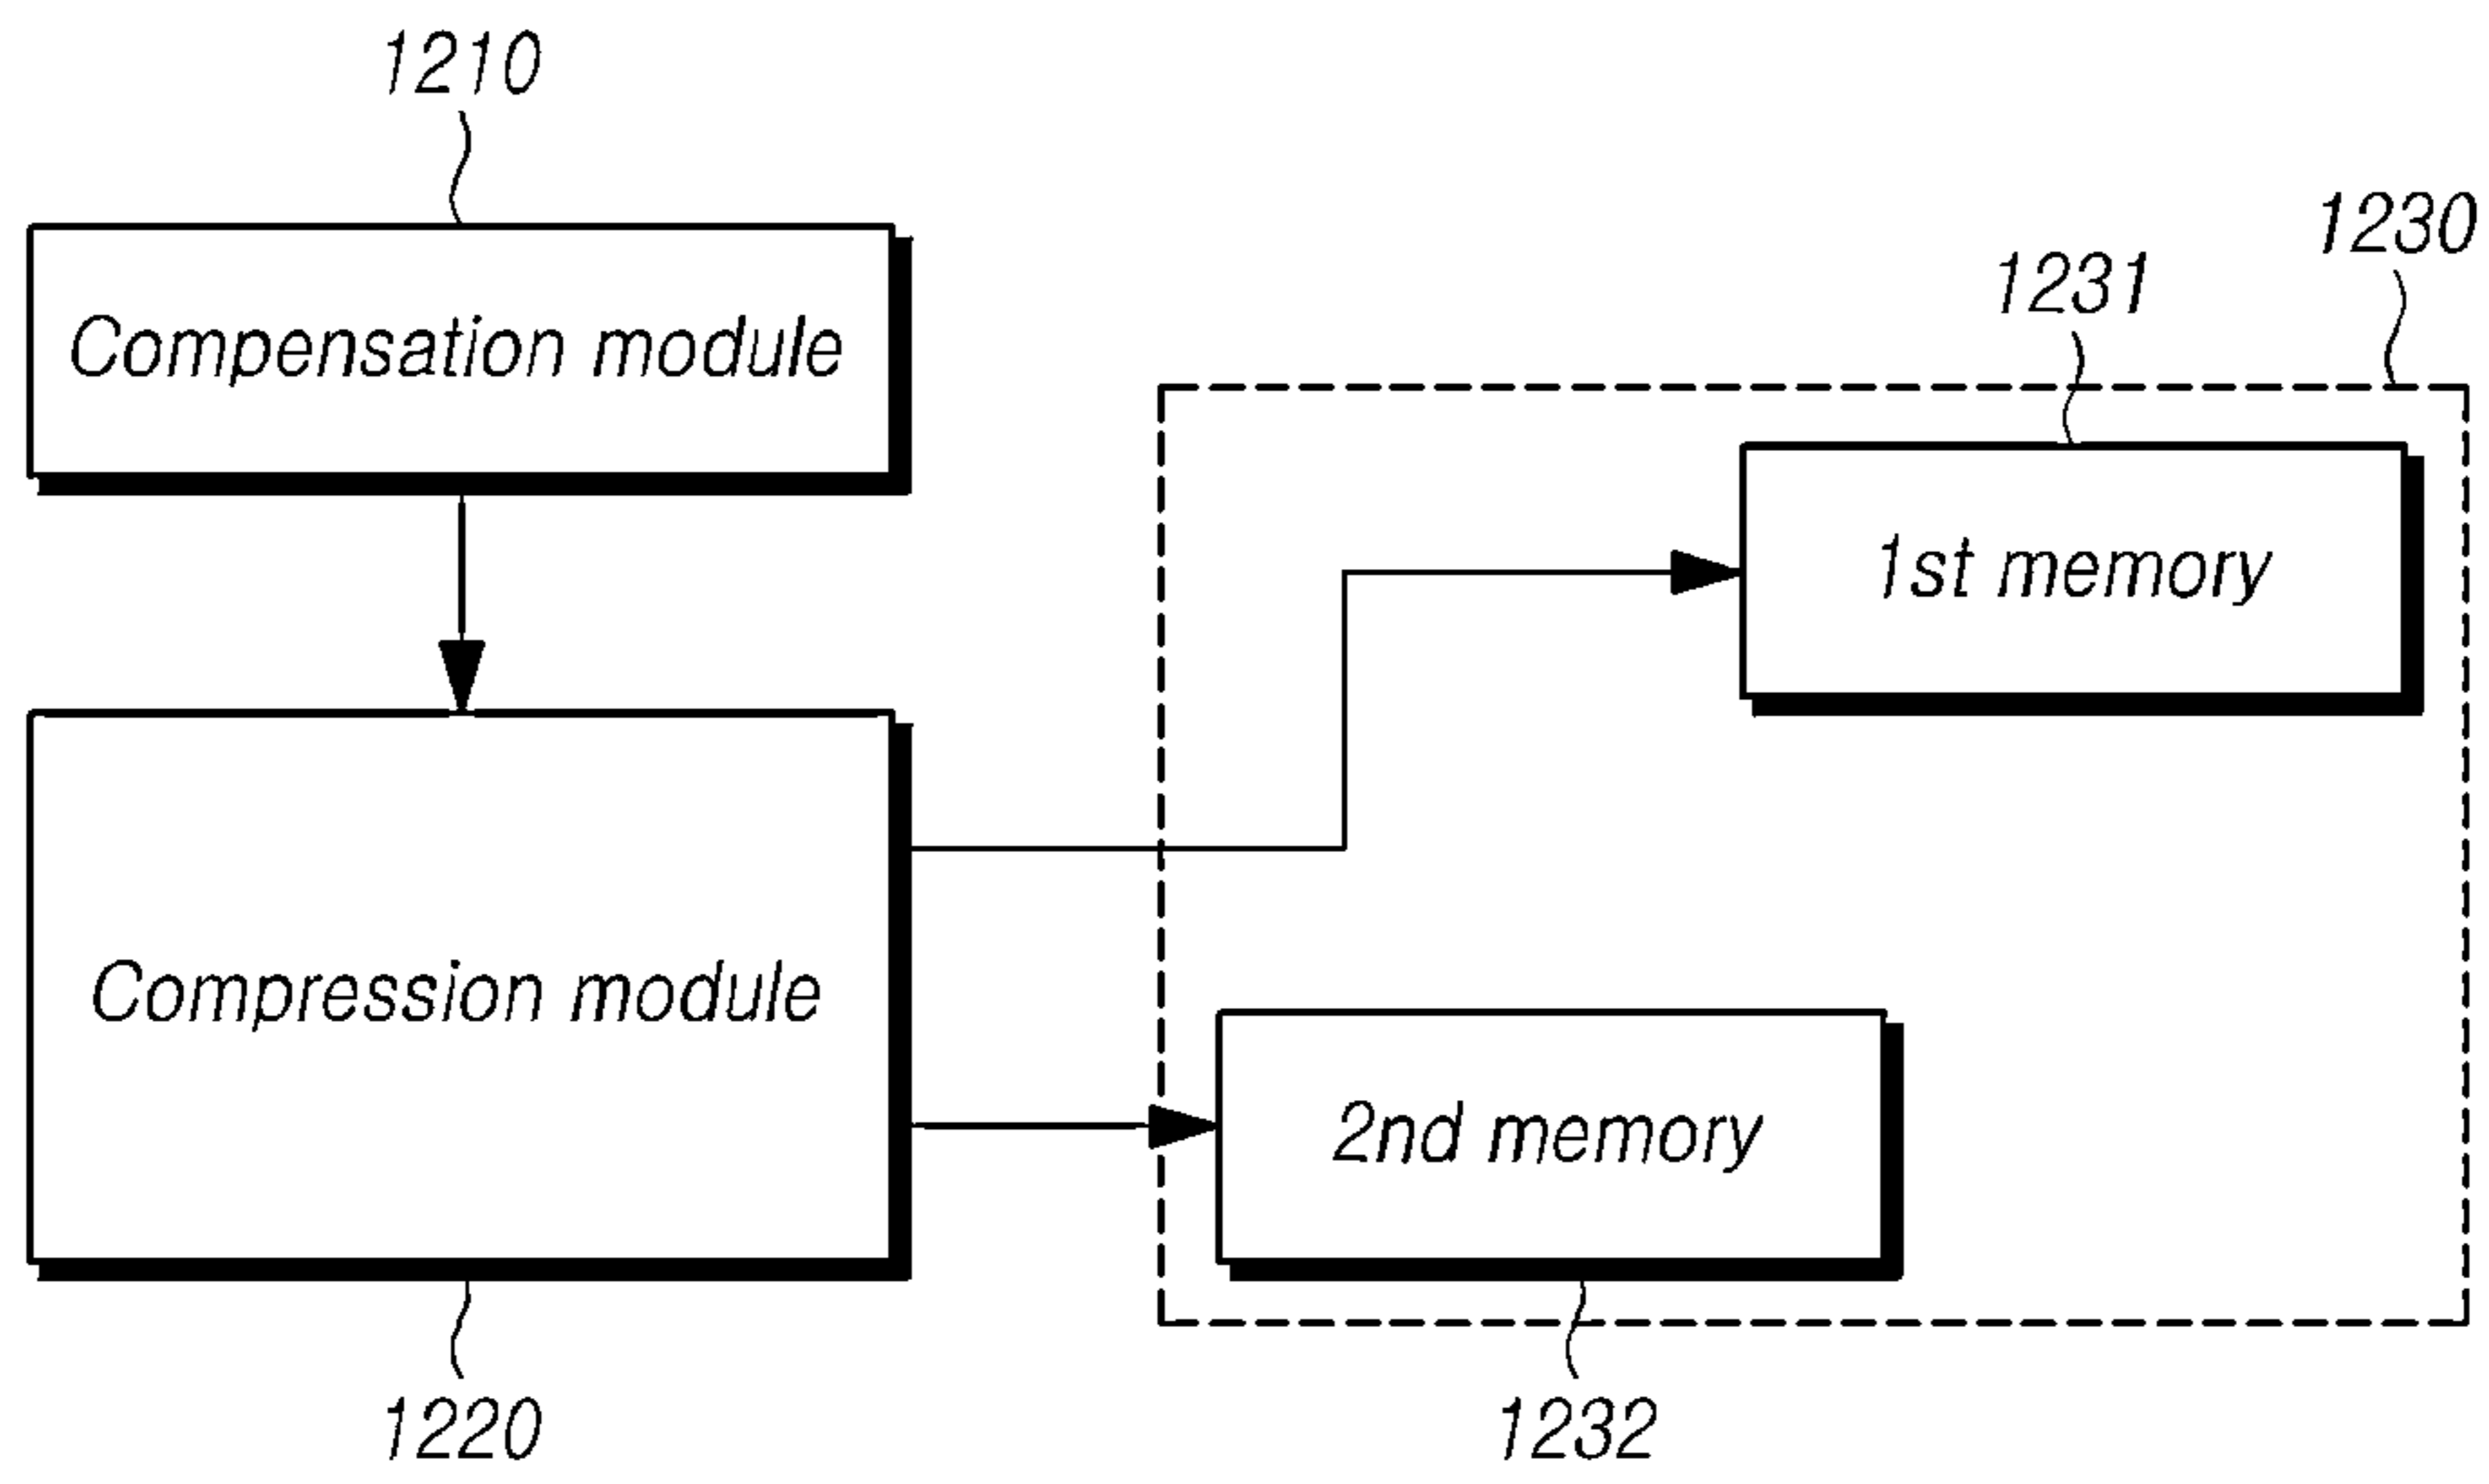 1210
1230
1231
Compensation module
1st memory
Compression module
2nd memory
1220
1232